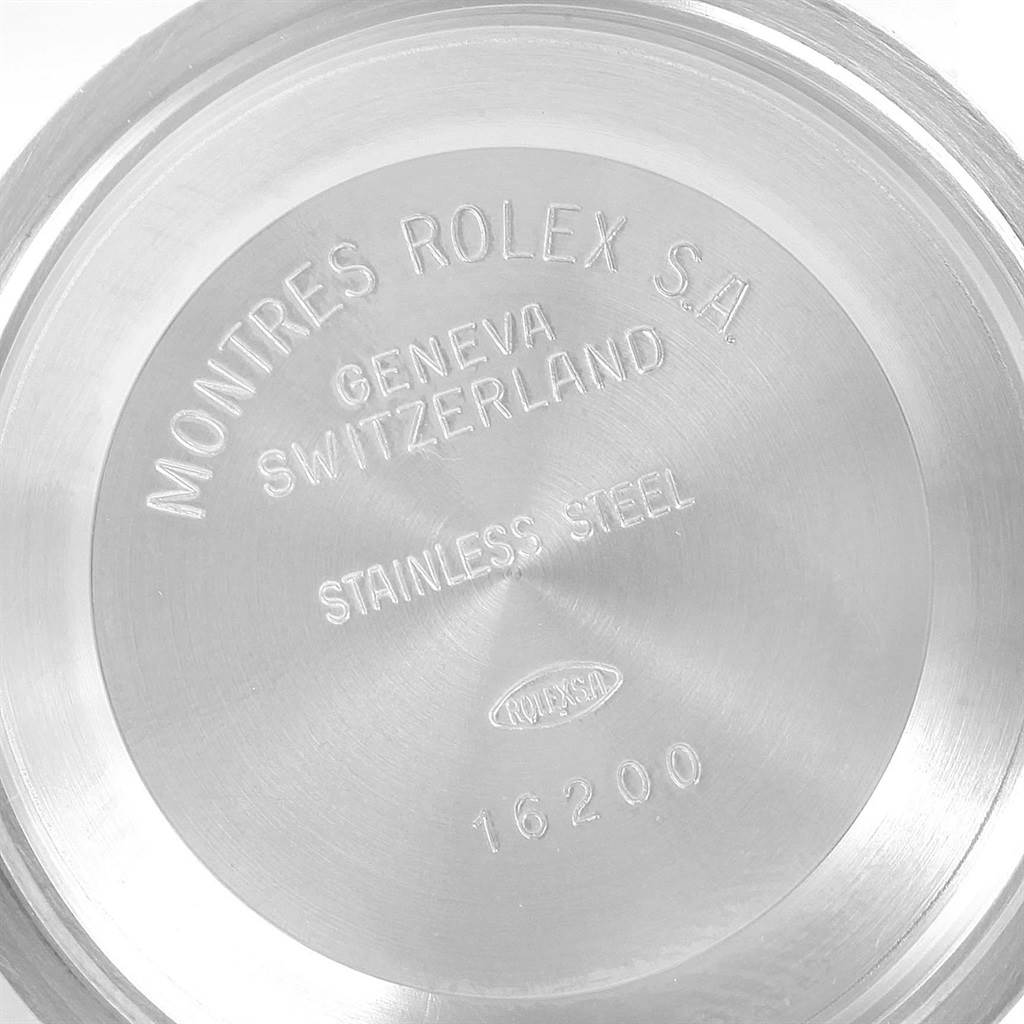 MONTRES ROLEX S.A.
GENEVA
SWITZERLAND
STAINLESS STEEL
ROLEX S.A.
16200